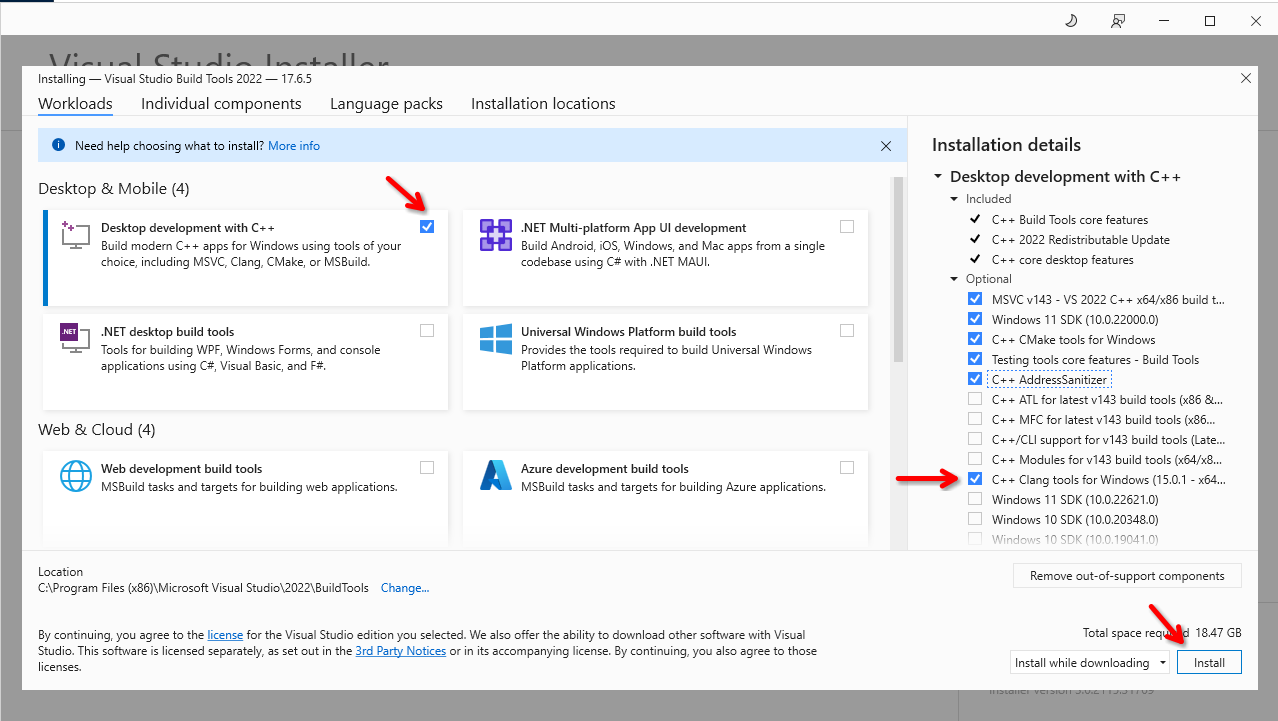 Visual Studio Installer
Installing — Visual Studio Build Tools 2022 — 17.6.5
Workloads
Individual components
Language packs
Installation locations
Need help choosing what to install? More info
Desktop & Mobile (4)
Desktop development with C++
Build modern C++ apps for Windows using tools of your
choice, including MSVC, Clang, CMake, or MSBuild.
.NET Multi-platform App UI development
Build Android, iOS, Windows, and Mac apps from a single
codebase using C# with .NET MAUI.
.NET
.NET desktop build tools
Tools for building WPF, Windows Forms, and console
applications using C#, Visual Basic, and F#.
Universal Windows Platform build tools
Provides the tools required to build Universal Windows
Platform applications.
Web & Cloud (4)
Web development build tools
MSBuild tasks and targets for building web applications.
Azure development build tools
MSBuild tasks and targets for building Azure applications.
Installation details
Desktop development with C++
Included
C++ Build Tools core features
C++ 2022 Redistributable Update
C++ core desktop features
Optional
MSVC v143 - VS 2022 C++ x64/x86 build t...
Windows 11 SDK (10.0.22000.0)
C++ CMake tools for Windows
Testing tools core features - Build Tools
C++ AddressSanitizer
C++ ATL for latest v143 build tools (x86 &...
C++ MFC for latest v143 build tools (x86...
C++/CLI support for v143 build tools (Late...
C++ Modules for v143 build tools (x64/x8...
C++ Clang tools for Windows (15.0.1 - x64...
Windows 11 SDK (10.0.22621.0)
Windows 10 SDK (10.0.20348.0)
Windows 10 SDK (10.0.19041.0)
Location
C:\Program Files (x86)\Microsoft Visual Studio\2022\BuildTools Change...
Remove out-of-support components
By continuing, you agree to the license for the Visual Studio edition you selected. We also offer the ability to download other software with Visual
Studio. This software is licensed separately, as set out in the 3rd Party Notices or in its accompanying license. By continuing, you also agree to those
licenses.
Total space required 18.47 GB
Install while downloading
Install
Installer version